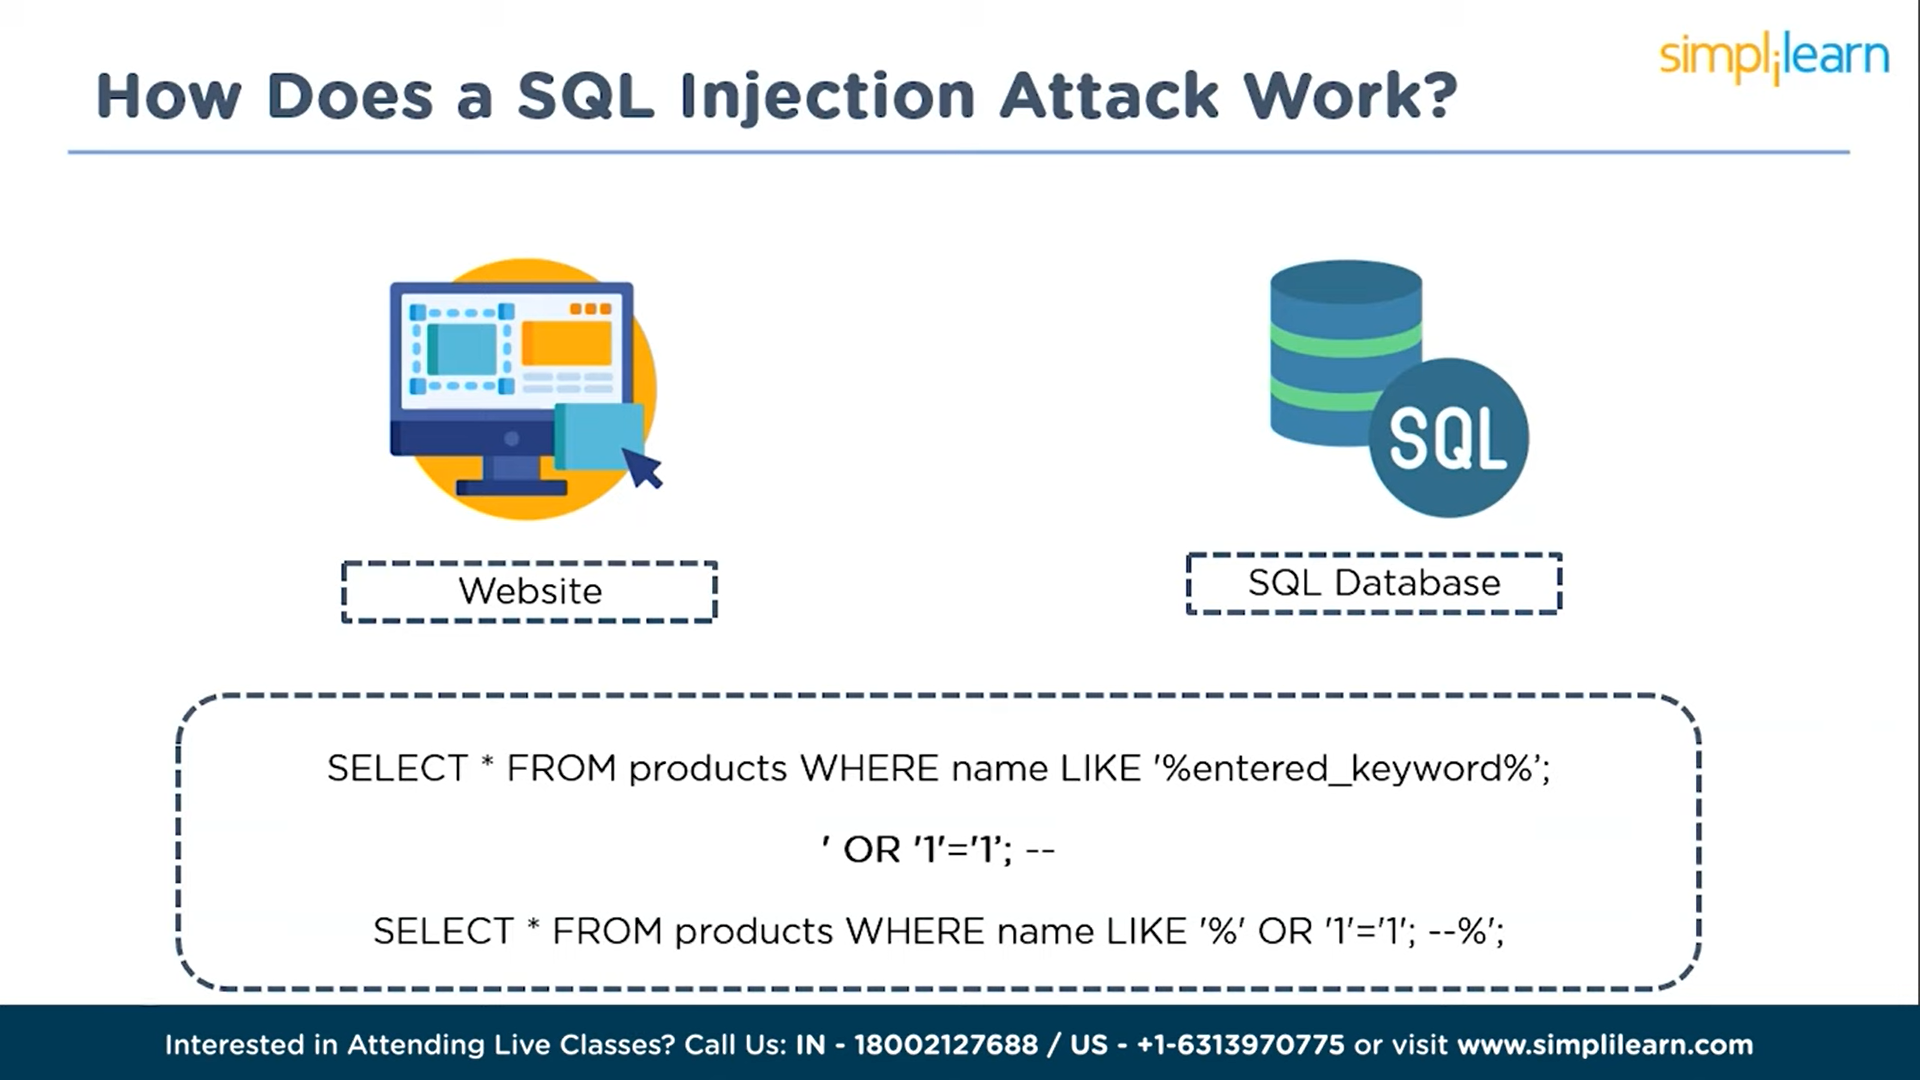 simplilearn
How Does a SQL Injection Attack Work?
SQL
Website
SQL Database
SELECT * FROM products WHERE name LIKE '%entered_keyword%’;
' OR '1'='1’; --
SELECT * FROM products WHERE name LIKE '%' OR '1'='1'; --%';
Interested in Attending Live Classes? Call Us: IN - 18002127688 / US - +1-6313970775 or visit www.simplilearn.com